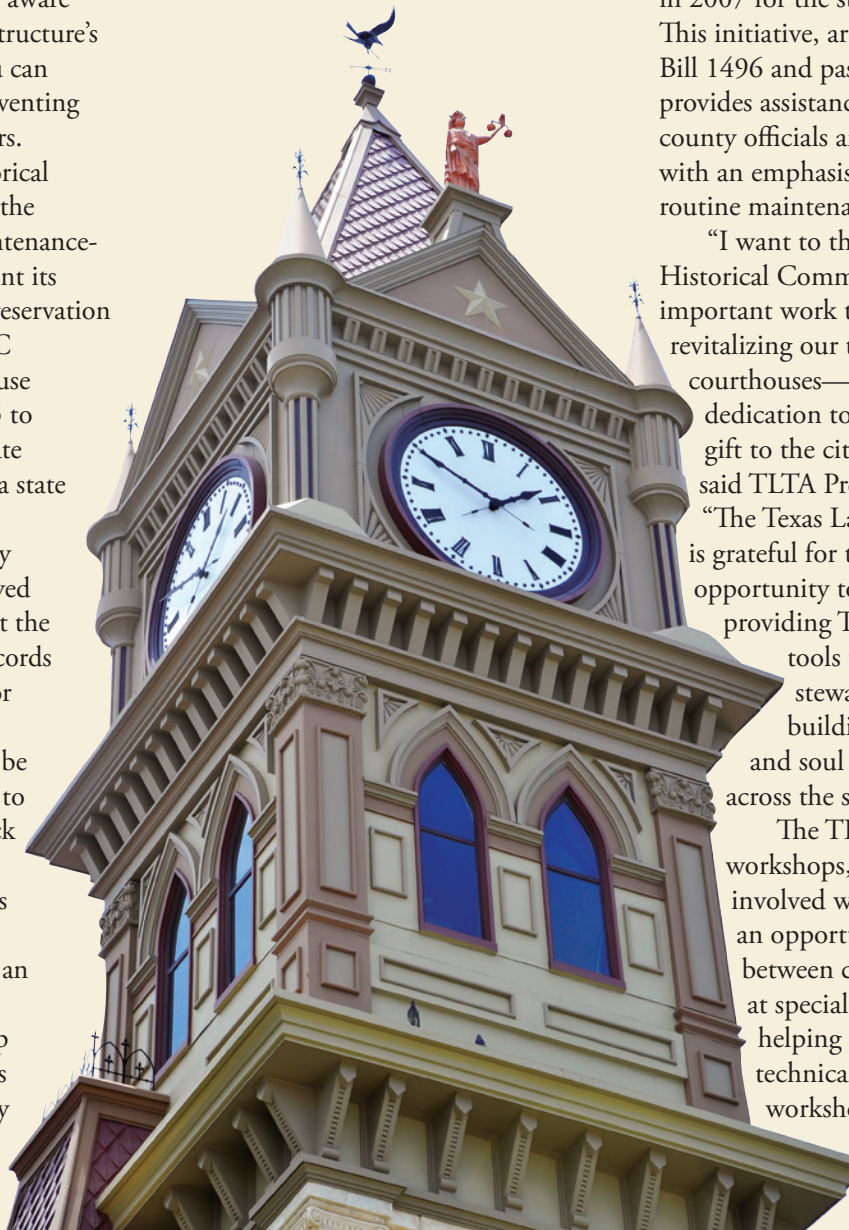 aware
tructure’s
can
venting
rs.
orical
the
ntenance-
nt its
reservation
C
use
to
te
a state
y
ved
t the
cords
or
be
to
ck
s
an
p
s
y
in 2007 for the st
This initiative, ar
Bill 1496 and pas
provides assistanc
county officials a
with an emphasis
routine maintena
“I want to th
Historical Comm
important work t
revitalizing our t
courthouses—
dedication to
gift to the cit
said TLTA Pr
“The Texas La
is grateful for t
opportunity to
providing T
tools
stewa
buildi
and soul
across the s
The TI
workshops,
involved w
an opportu
between c
at special
helping
technica
worksho